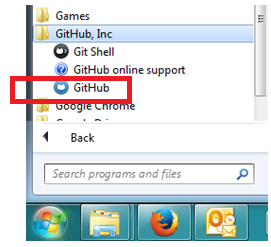 Games
GitHub, Inc
Git Shell
GitHub online support
GitHub
Google Chrome
Back
Search programs and files